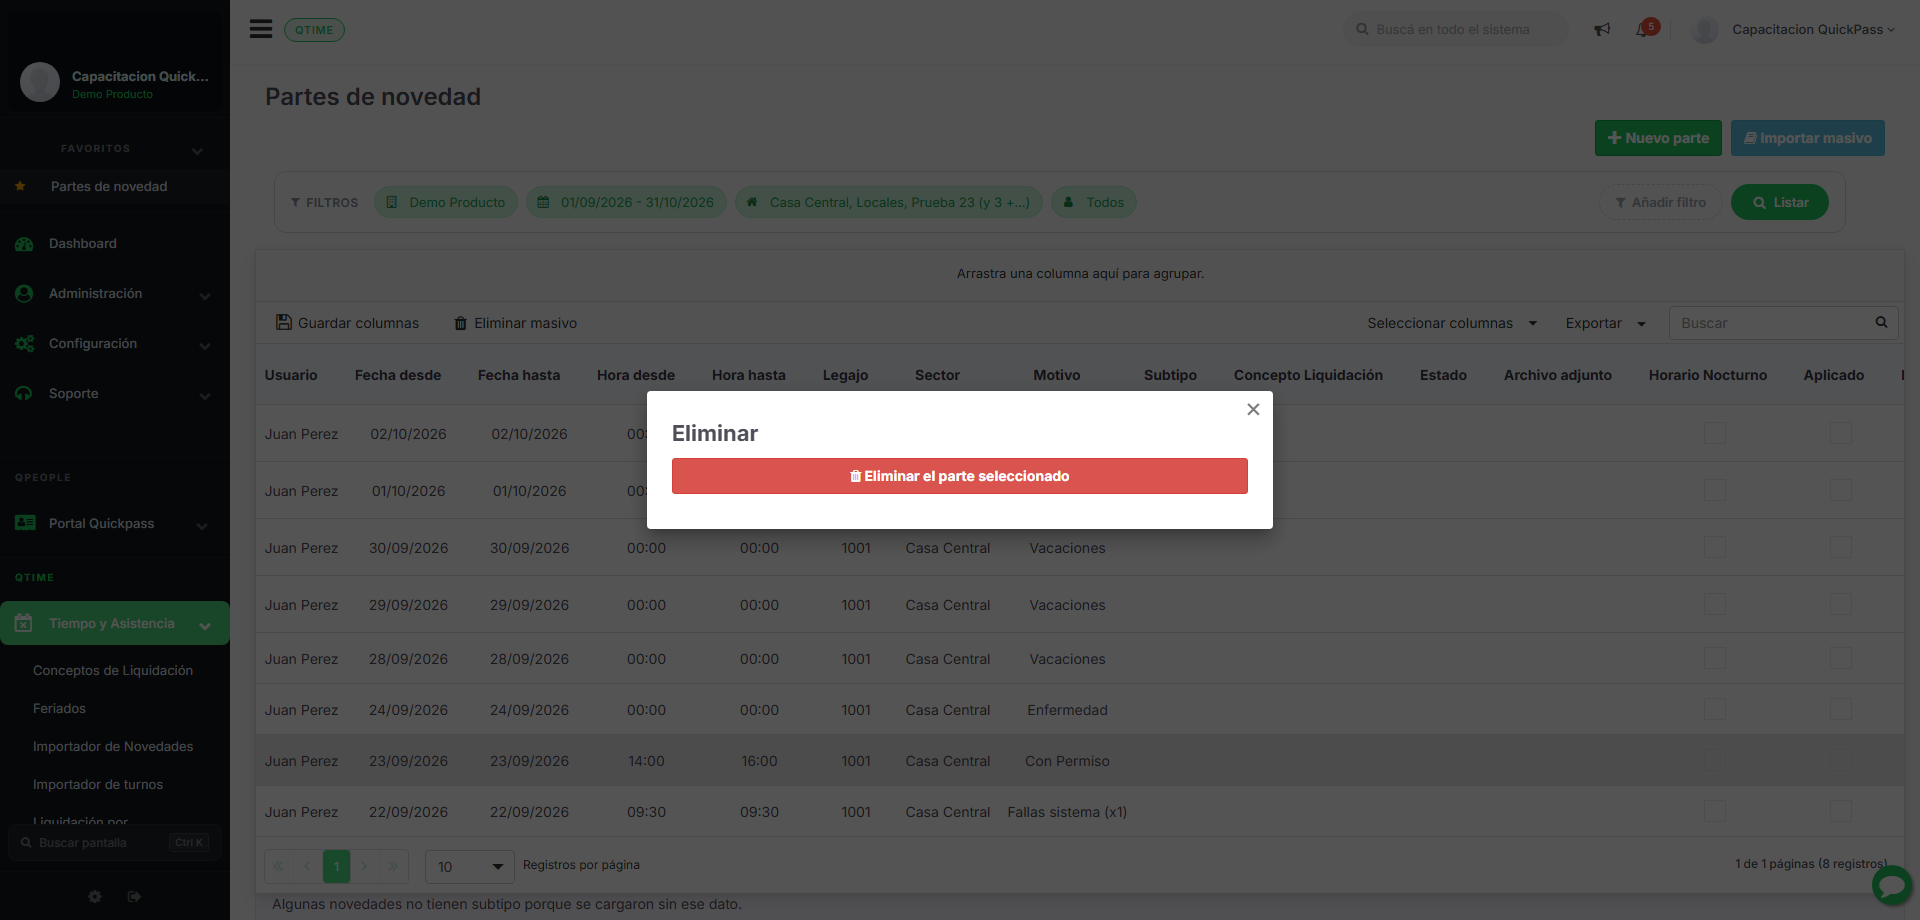 QTIME
Buscá en todo el sistema
5
Capacitacion QuickPass
Capacitacion Quick...
Demo Producto
FAVORITOS
Partes de novedad
Dashboard
Administración
Configuración
Soporte
QPEOPLE
Portal Quickpass
QTIME
Tiempo y Asistencia
Conceptos de Liquidación
Feriados
Importador de Novedades
Importador de turnos
Liquidación por
Buscar pantalla
Ctrl K
Partes de novedad
Nuevo parte
Importar masivo
FILTROS
Demo Producto
01/09/2026 - 31/10/2026
Casa Central, Locales, Prueba 23 (y 3 +...)
Todos
Añadir filtro
Listar
Arrastra una columna aquí para agrupar.
Guardar columnas
Eliminar masivo
Seleccionar columnas
Exportar
Buscar
Usuario Fecha desde Fecha hasta Hora desde Hora hasta Legajo Sector Motivo Subtipo Concepto Liquidación Estado Archivo adjunto Horario Nocturno Aplicado
Juan Perez 02/10/2026 02/10/2026
Juan Perez 01/10/2026 01/10/2026
Eliminar
Eliminar el parte seleccionado
Juan Perez 30/09/2026 30/09/2026 00:00 00:00 1001 Casa Central Vacaciones
Juan Perez 29/09/2026 29/09/2026 00:00 00:00 1001 Casa Central Vacaciones
Juan Perez 28/09/2026 28/09/2026 00:00 00:00 1001 Casa Central Vacaciones
Juan Perez 24/09/2026 24/09/2026 00:00 00:00 1001 Casa Central Enfermedad
Juan Perez 23/09/2026 23/09/2026 14:00 16:00 1001 Casa Central Con Permiso
Juan Perez 22/09/2026 22/09/2026 09:30 09:30 1001 Casa Central Fallas sistema (x1)
« ‹ 1 › »
10
Registros por página
1 de 1 páginas (8 registros)
Algunas novedades no tienen subtipo porque se cargaron sin ese dato.